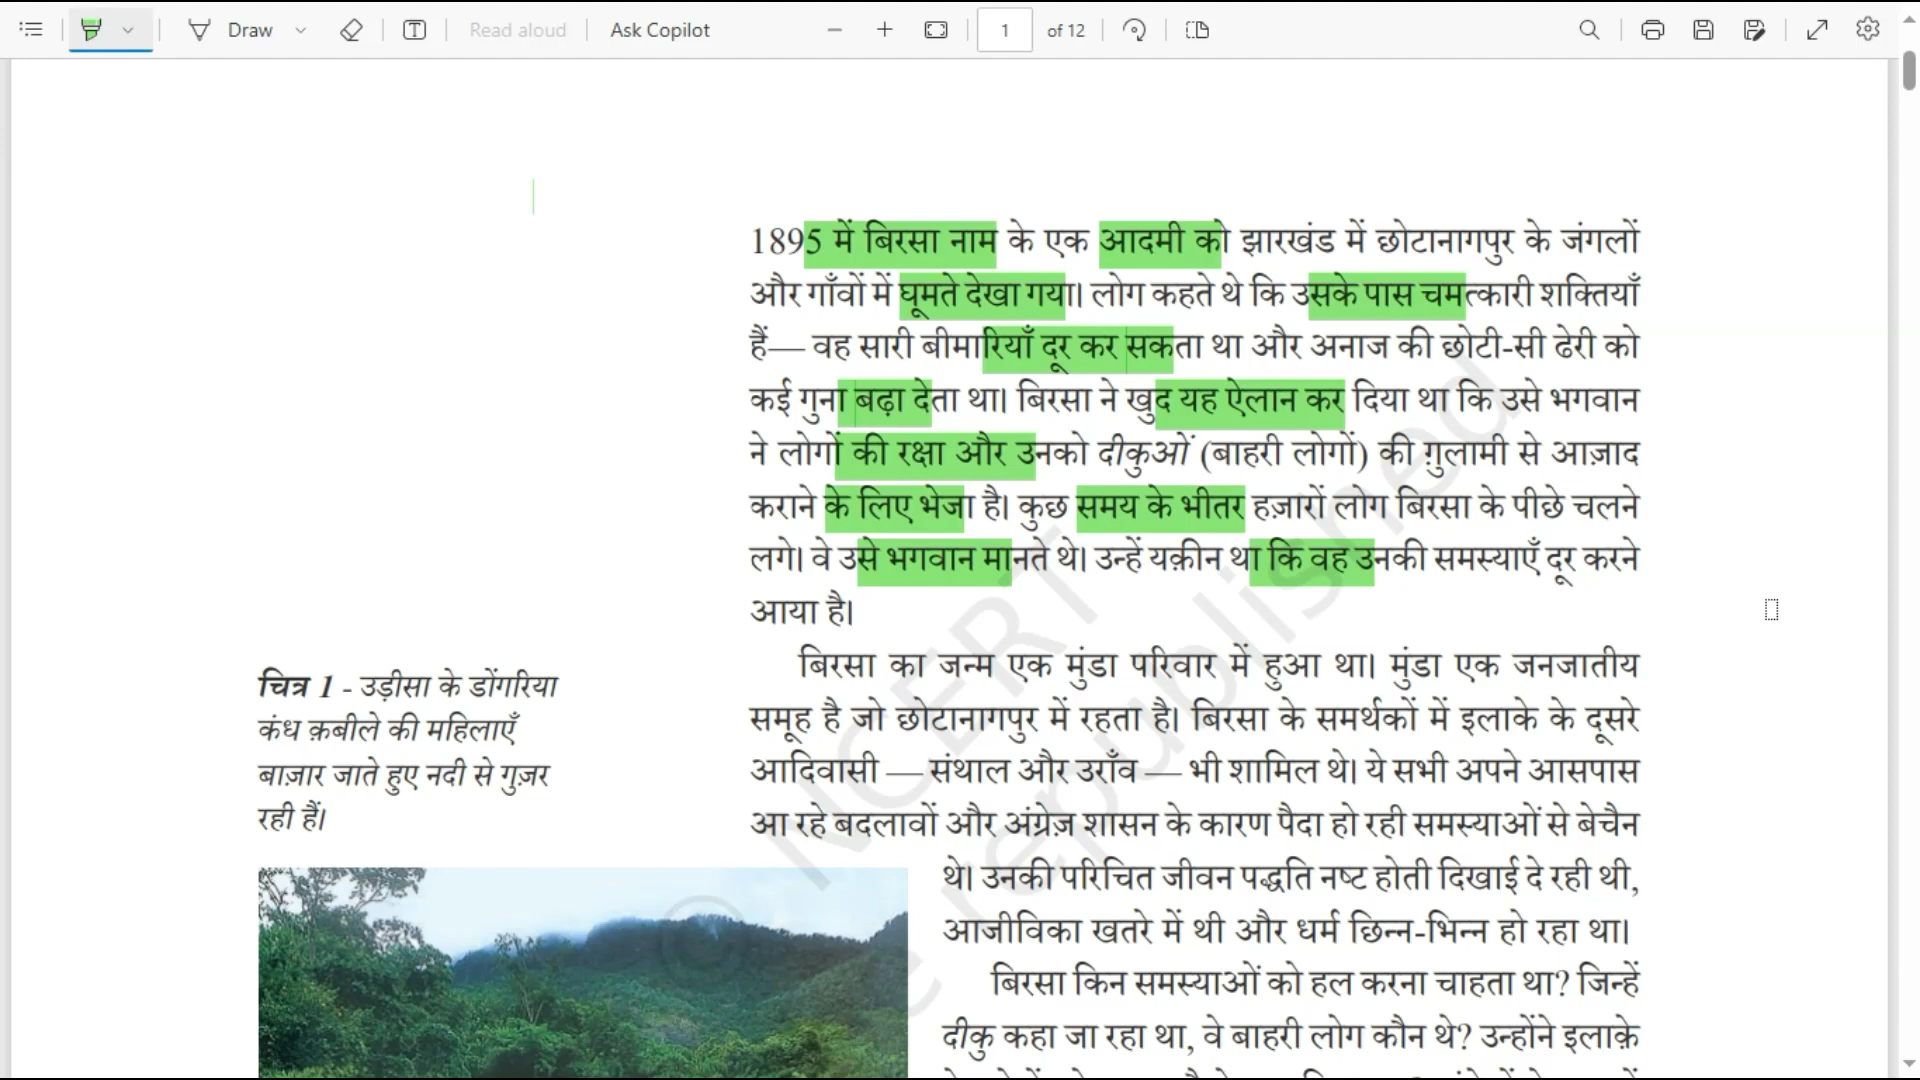 Draw
Read aloud
Ask Copilot
1
of 12
1895 में बिरसा नाम के एक आदमी को झारखंड में छोटानागपुर के जंगलों
और गाँवों में घूमते देखा गया। लोग कहते थे कि उसके पास चमत्कारी शक्तियाँ
हैं— वह सारी बीमारियाँ दूर कर सकता था और अनाज की छोटी-सी ढेरी को
कई गुना बढ़ा देता था। बिरसा ने खुद यह ऐलान कर दिया था कि उसे भगवान
ने लोगों की रक्षा और उनको दीकुओं (बाहरी लोगों) की ग़ुलामी से आज़ाद
कराने के लिए भेजा है। कुछ समय के भीतर हज़ारों लोग बिरसा के पीछे चलने
लगे। वे उसे भगवान मानते थे। उन्हें यक़ीन था कि वह उनकी समस्याएँ दूर करने
आया है।
बिरसा का जन्म एक मुंडा परिवार में हुआ था। मुंडा एक जनजातीय
समूह है जो छोटानागपुर में रहता है। बिरसा के समर्थकों में इलाके के दूसरे
आदिवासी — संथाल और उराँव — भी शामिल थे। ये सभी अपने आसपास
आ रहे बदलावों और अंग्रेज़ शासन के कारण पैदा हो रही समस्याओं से बेचैन
थे। उनकी परिचित जीवन पद्धति नष्ट होती दिखाई दे रही थी,
आजीविका खतरे में थी और धर्म छिन्न-भिन्न हो रहा था।
बिरसा किन समस्याओं को हल करना चाहता था? जिन्हें
दीकु कहा जा रहा था, वे बाहरी लोग कौन थे? उन्होंने इलाक़े
चित्र 1 - उड़ीसा के डोंगरिया
कंध क़बीले की महिलाएँ
बाज़ार जाते हुए नदी से गुज़र
रही हैं।
© NCERT
republished